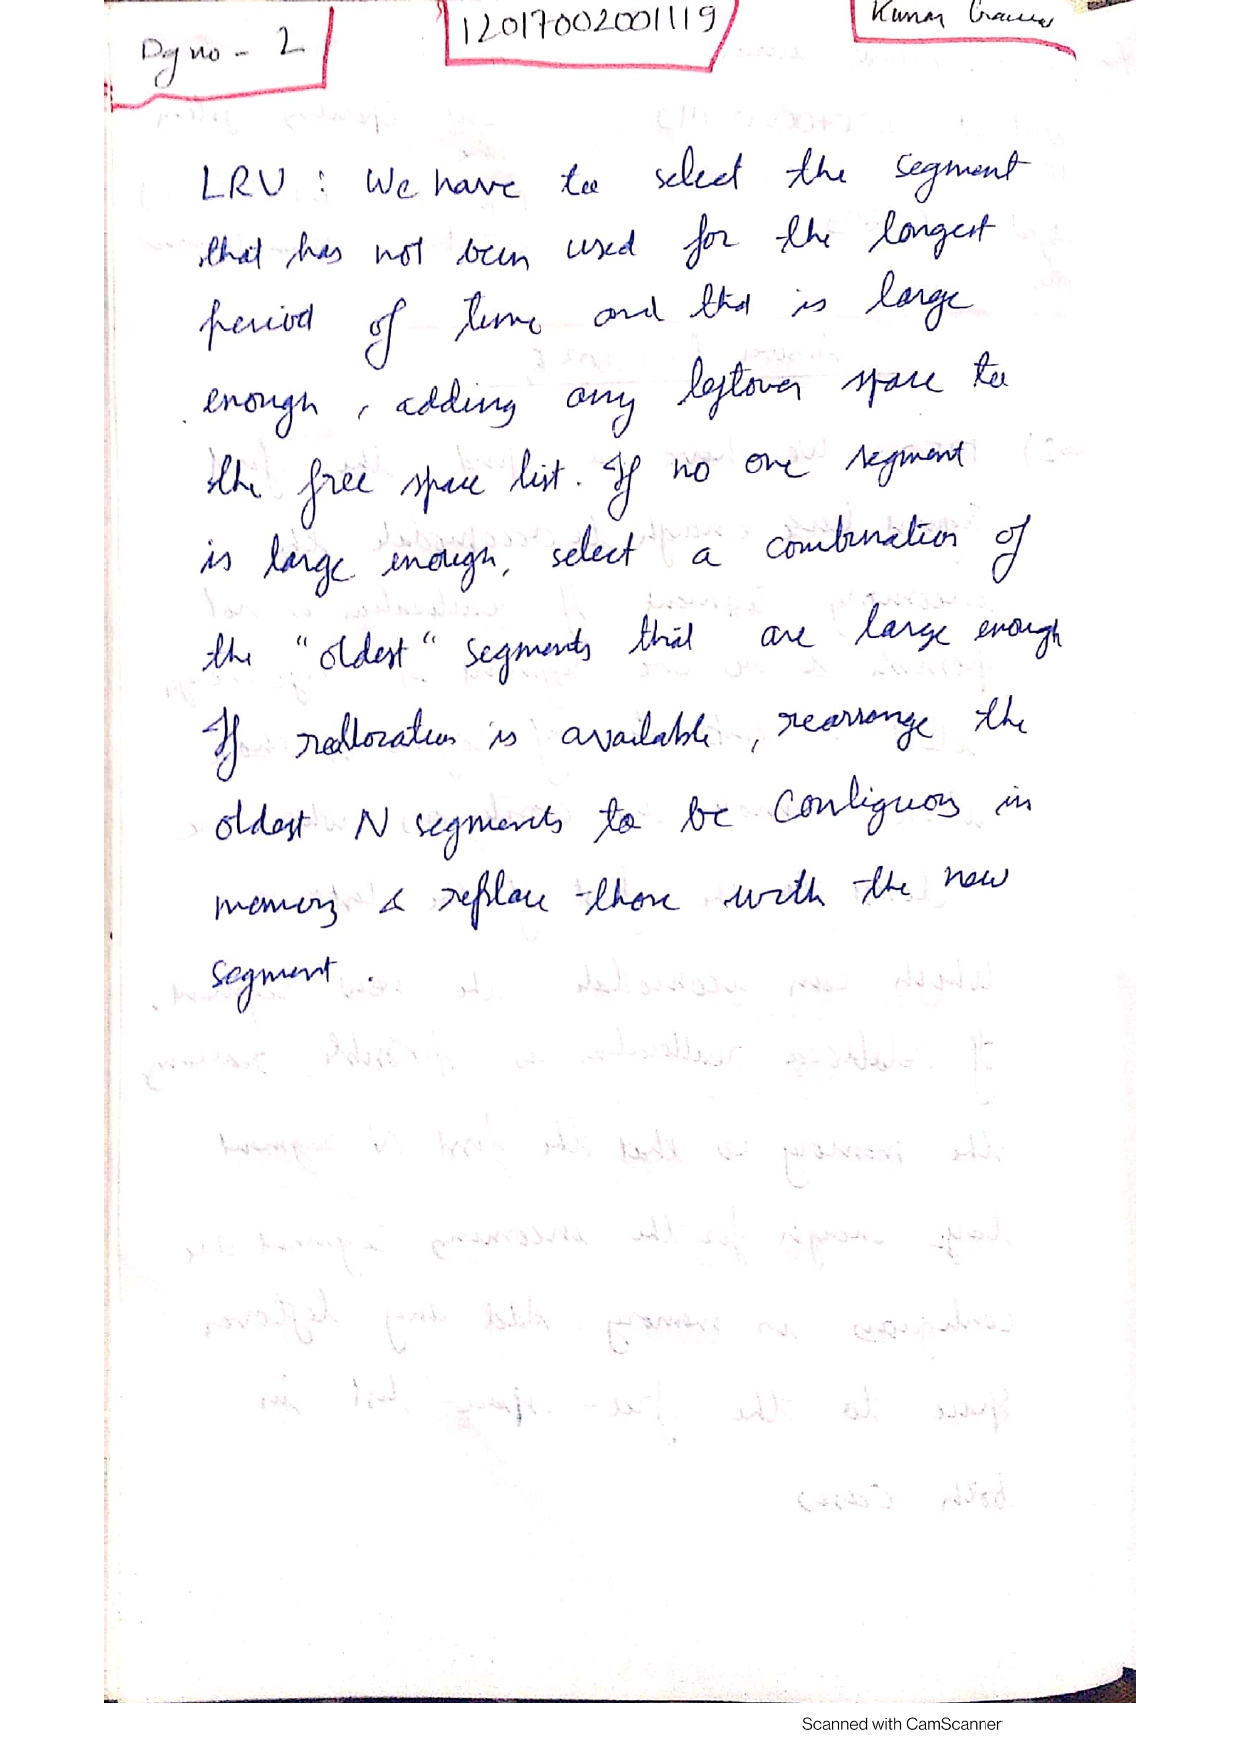 Pg no - 2
12017002001119
Kumar
LRU : We have to select the segment
that has not been used for the longest
period of time and that is large
enough , adding any leftover space to
the free space list. If no one segment
is large enough, select a combination of
the "oldest" segments that are large enough
If reallocation is available , rearrange the
oldest N segments to be contiguous in
memory & replace those with the new
segment .
Scanned with CamScanner